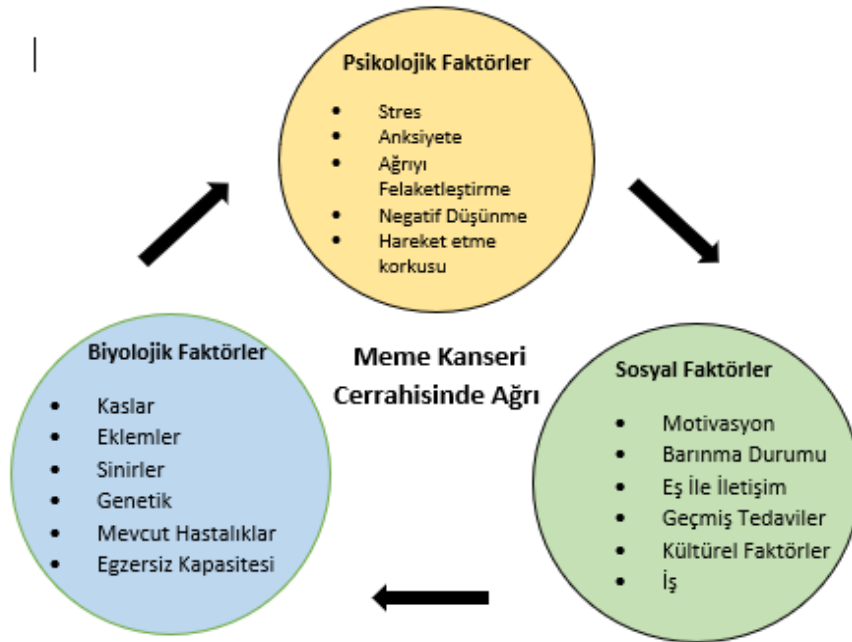 Psikolojik Faktörler
• Stres
• Anksiyete
• Ağrıyı
Felaketleştirme
• Negatif Düşünme
• Hareket etme
korkusu
Meme Kanseri
Cerrahisinde Ağrı
Biyolojik Faktörler
• Kaslar
• Eklemler
• Sinirler
• Genetik
• Mevcut Hastalıklar
• Egzersiz Kapasitesi
Sosyal Faktörler
• Motivasyon
• Barınma Durumu
• Eş İle İletişim
• Geçmiş Tedaviler
• Kültürel Faktörler
• İş